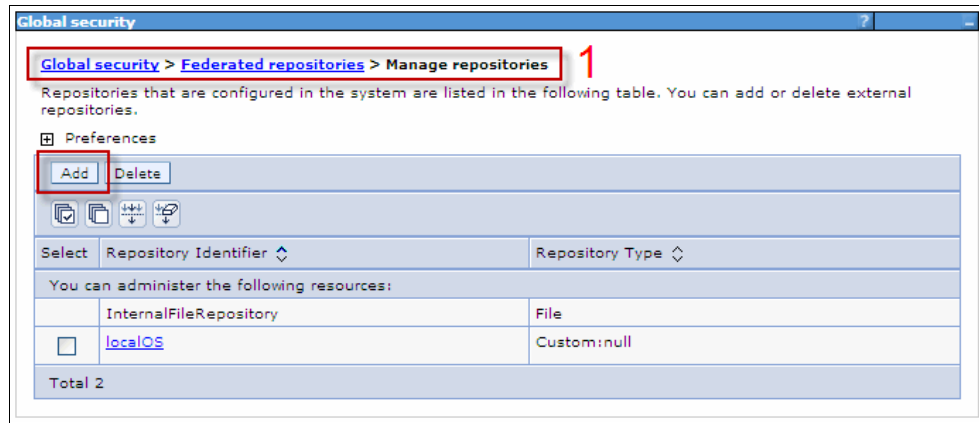 Global security ? _
Global security > Federated repositories > Manage repositories 1
Repositories that are configured in the system are listed in the following table. You can add or delete external
repositories.
Preferences
Add Delete
Select Repository Identifier Repository Type
You can administer the following resources:
InternalFileRepository File
localOS Custom:null
Total 2